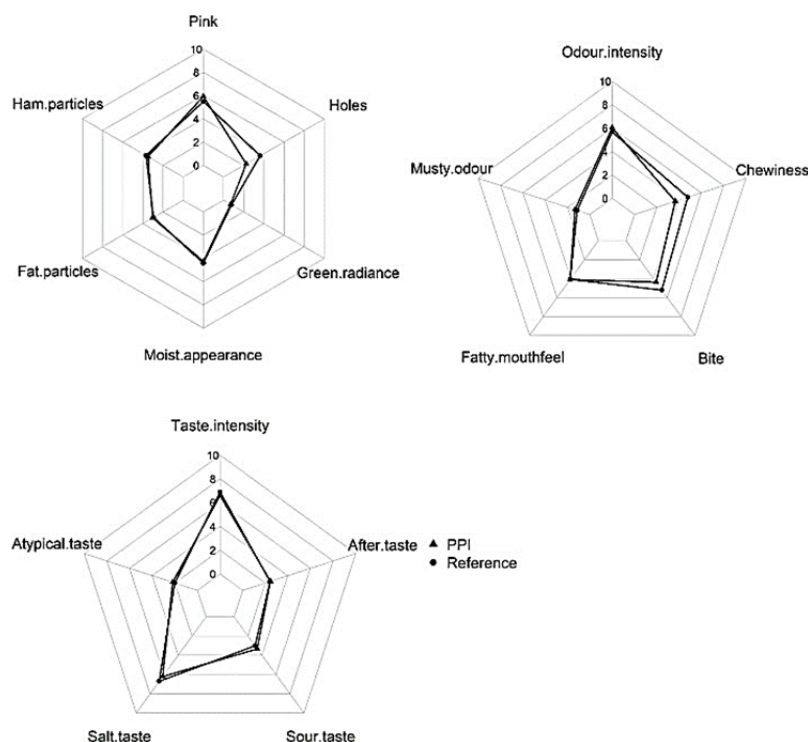 Pink
10
8
6
4
2
0
Ham.particles
Holes
Fat.particles
Green.radiance
Moist.appearance
Odour.intensity
10
8
6
4
2
0
Musty.odour
Chewiness
Fatty.mouthfeel
Bite
Taste.intensity
10
8
6
4
2
0
Atypical.taste
After.taste
Salt.taste
Sour.taste
PPI
Reference